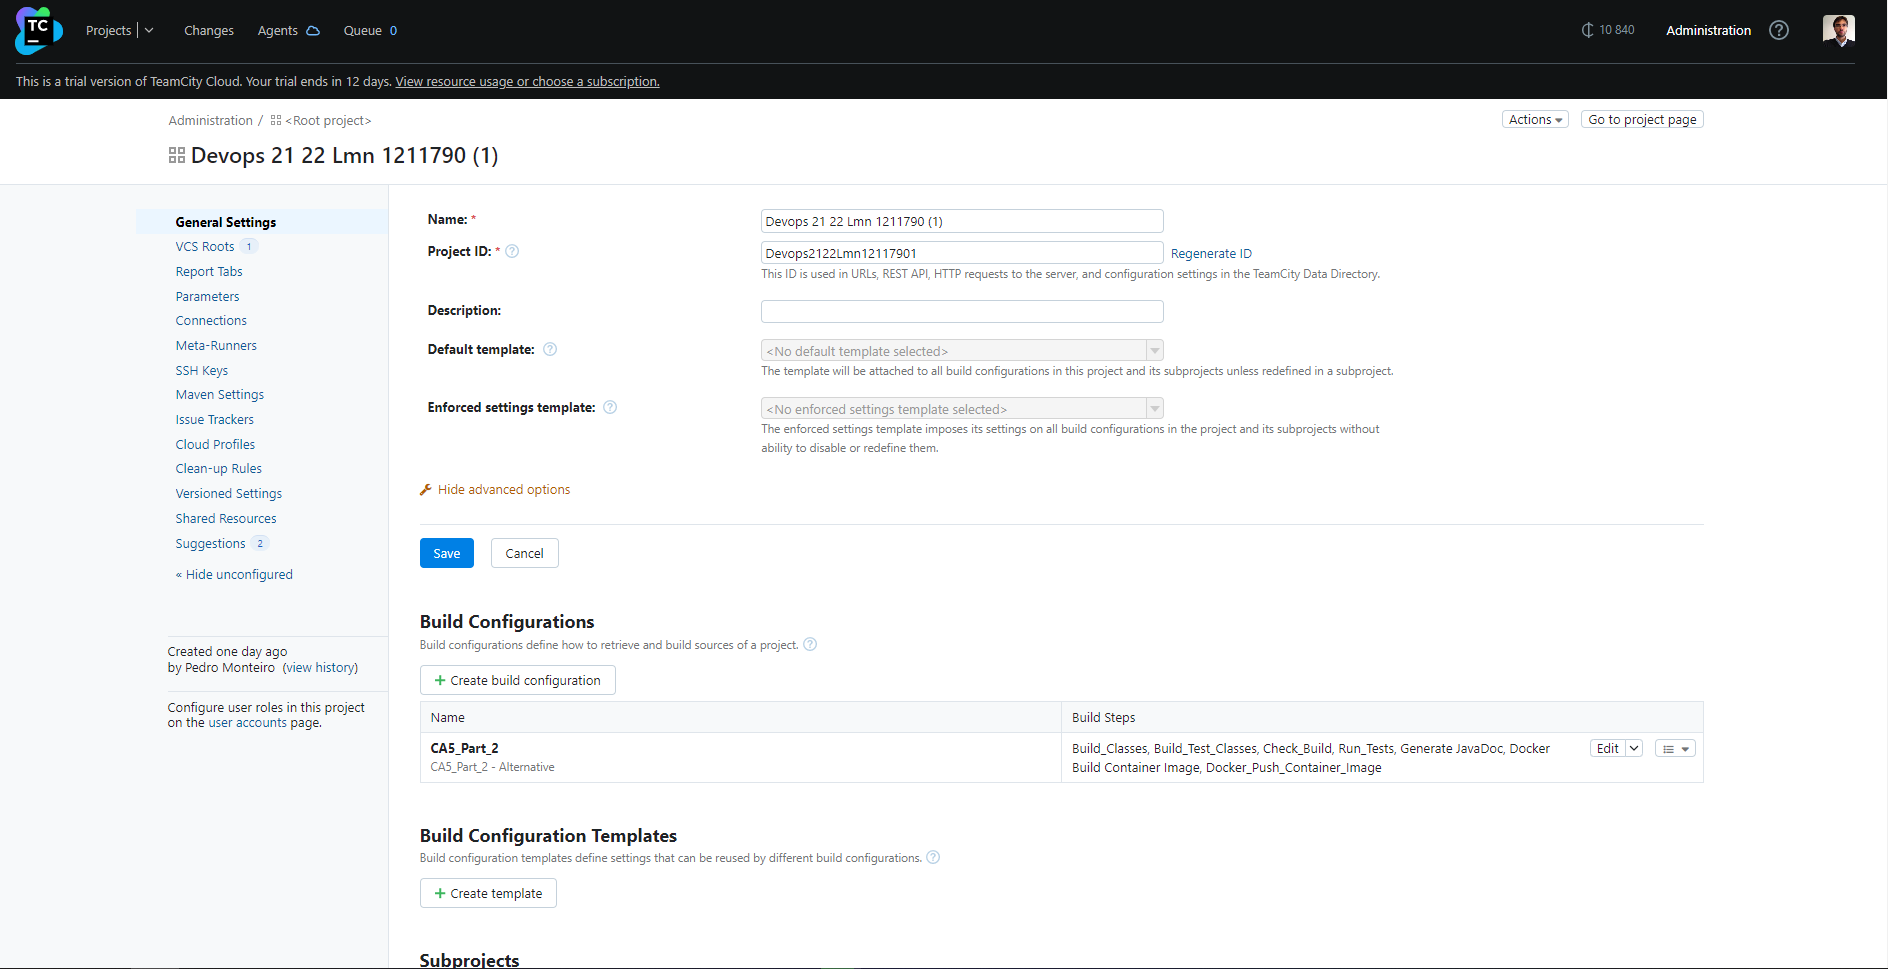 TC
Projects
Changes
Agents
Queue 0
10 840
Administration
This is a trial version of TeamCity Cloud. Your trial ends in 12 days. View resource usage or choose a subscription.
Administration / <Root project>
Actions
Go to project page
Devops 21 22 Lmn 1211790 (1)
General Settings
VCS Roots 1
Report Tabs
Parameters
Connections
Meta-Runners
SSH Keys
Maven Settings
Issue Trackers
Cloud Profiles
Clean-up Rules
Versioned Settings
Shared Resources
Suggestions 2
« Hide unconfigured
Created one day ago
by Pedro Monteiro (view history)
Configure user roles in this project
on the user accounts page.
Name: * Devops 21 22 Lmn 1211790 (1)
Project ID: * Devops2122Lmn12117901 Regenerate ID
This ID is used in URLs, REST API, HTTP requests to the server, and configuration settings in the TeamCity Data Directory.
Description:
Default template: <No default template selected>
The template will be attached to all build configurations in this project and its subprojects unless redefined in a subproject.
Enforced settings template: <No enforced settings template selected>
The enforced settings template imposes its settings on all build configurations in the project and its subprojects without
ability to disable or redefine them.
Hide advanced options
Save
Cancel
Build Configurations
Build configurations define how to retrieve and build sources of a project.
+ Create build configuration
Name
Build Steps
CA5_Part_2
CA5_Part_2 - Alternative
Build_Classes, Build_Test_Classes, Check_Build, Run_Tests, Generate JavaDoc, Docker
Build Container Image, Docker_Push_Container_Image
Edit
Build Configuration Templates
Build configuration templates define settings that can be reused by different build configurations.
+ Create template
Subprojects